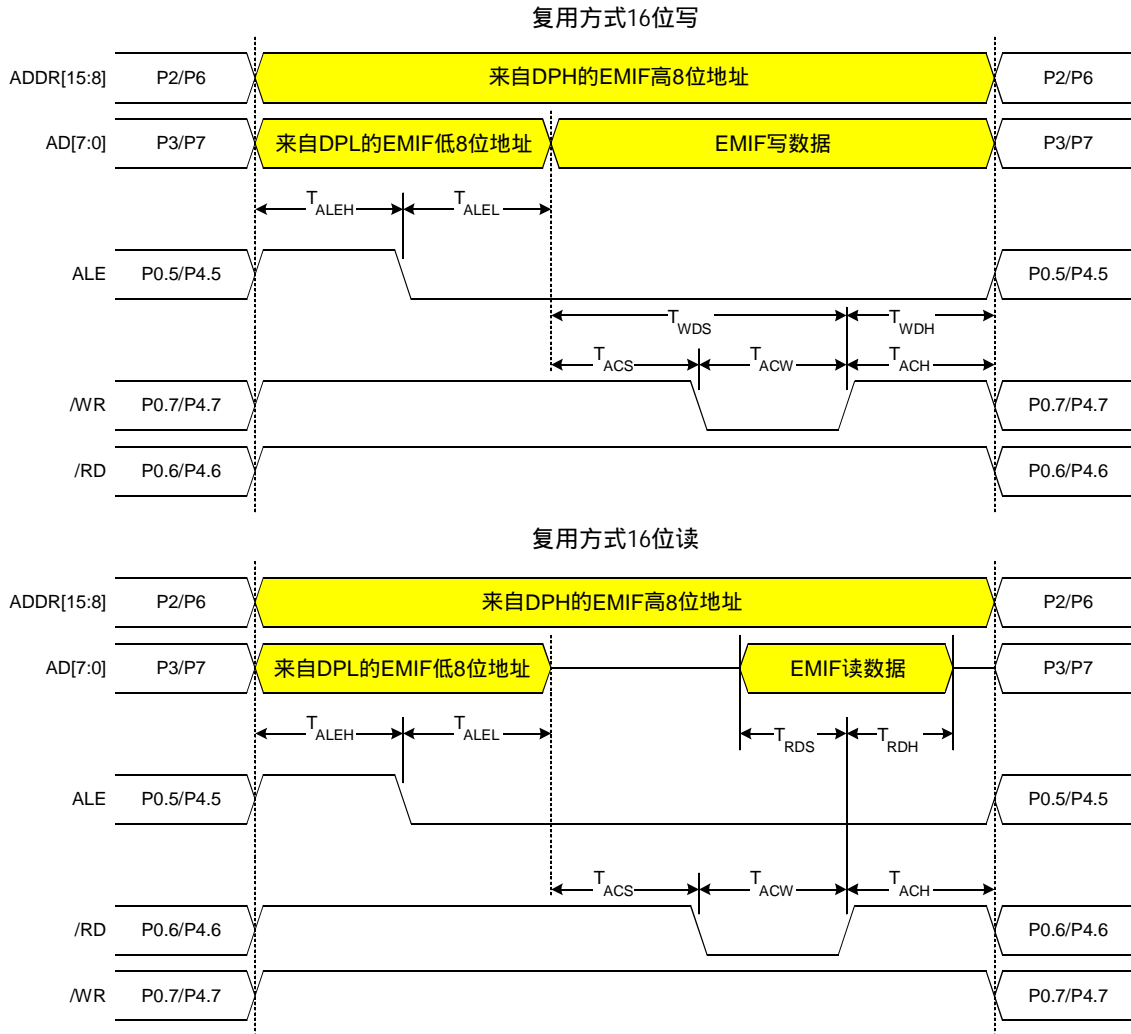 复用方式16位写
ADDR[15:8] P2/P6 来自DPH的EMIF高8位地址 P2/P6
AD[7:0] P3/P7 来自DPL的EMIF低8位地址 EMIF写数据 P3/P7
TALEH TALEL
ALE P0.5/P4.5 P0.5/P4.5
TWDS TWDH
TACS TACW TACH
/WR P0.7/P4.7 P0.7/P4.7
/RD P0.6/P4.6 P0.6/P4.6
复用方式16位读
ADDR[15:8] P2/P6 来自DPH的EMIF高8位地址 P2/P6
AD[7:0] P3/P7 来自DPL的EMIF低8位地址 EMIF读数据 P3/P7
TALEH TALEL TRDS TRDH
ALE P0.5/P4.5 P0.5/P4.5
TACS TACW TACH
/RD P0.6/P4.6 P0.6/P4.6
/WR P0.7/P4.7 P0.7/P4.7